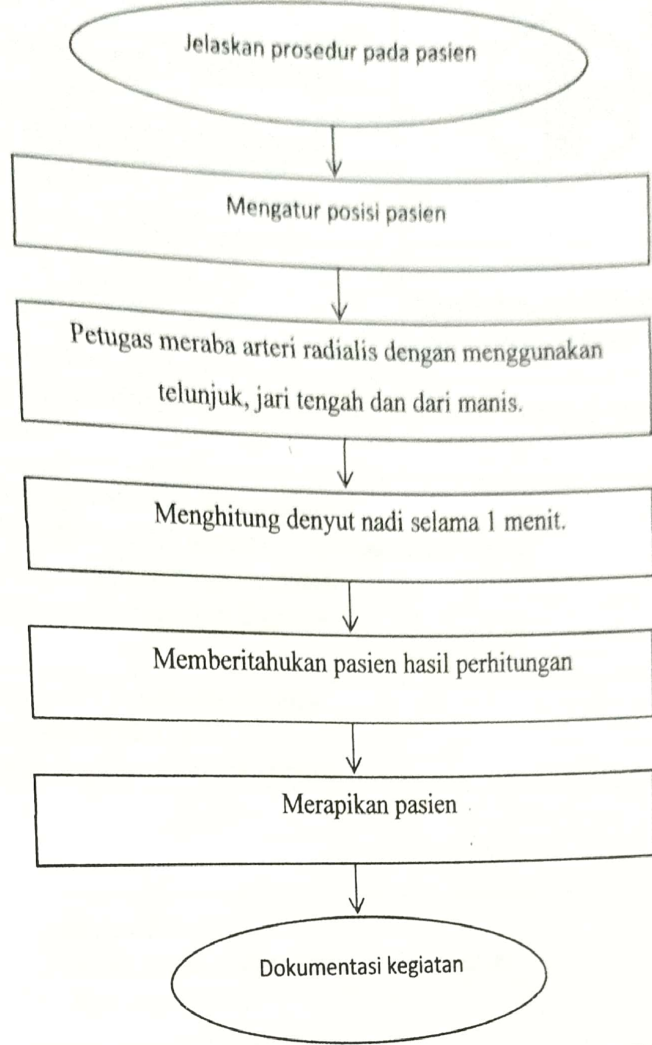 Jelaskan prosedur pada pasien
Mengatur posisi pasien
Petugas meraba arteri radialis dengan menggunakan
telunjuk, jari tengah dan dari manis.
Menghitung denyut nadi selama 1 menit.
Memberitahukan pasien hasil perhitungan
Merapikan pasien
Dokumentasi kegiatan